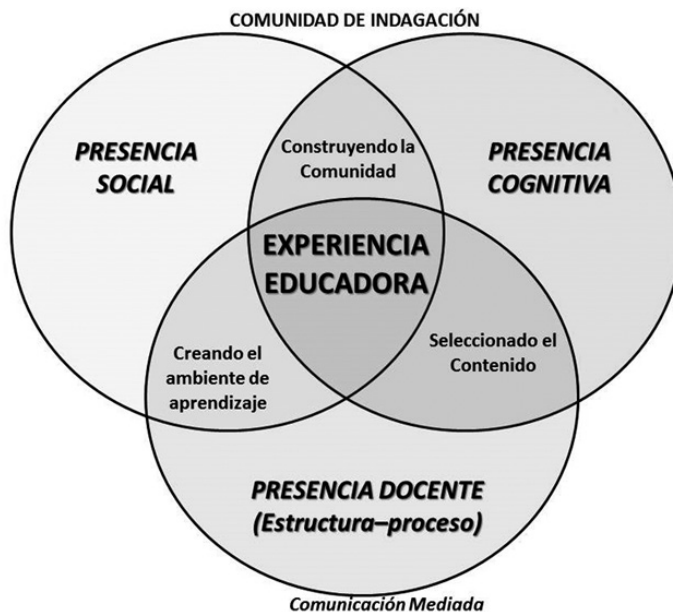 COMUNIDAD DE INDAGACIÓN
PRESENCIA
SOCIAL
Construyendo la
Comunidad
PRESENCIA
COGNITIVA
EXPERIENCIA
EDUCADORA
Creando el
ambiente de
aprendizaje
Seleccionado el
Contenido
PRESENCIA DOCENTE
(Estructura–proceso)
Comunicación Mediada